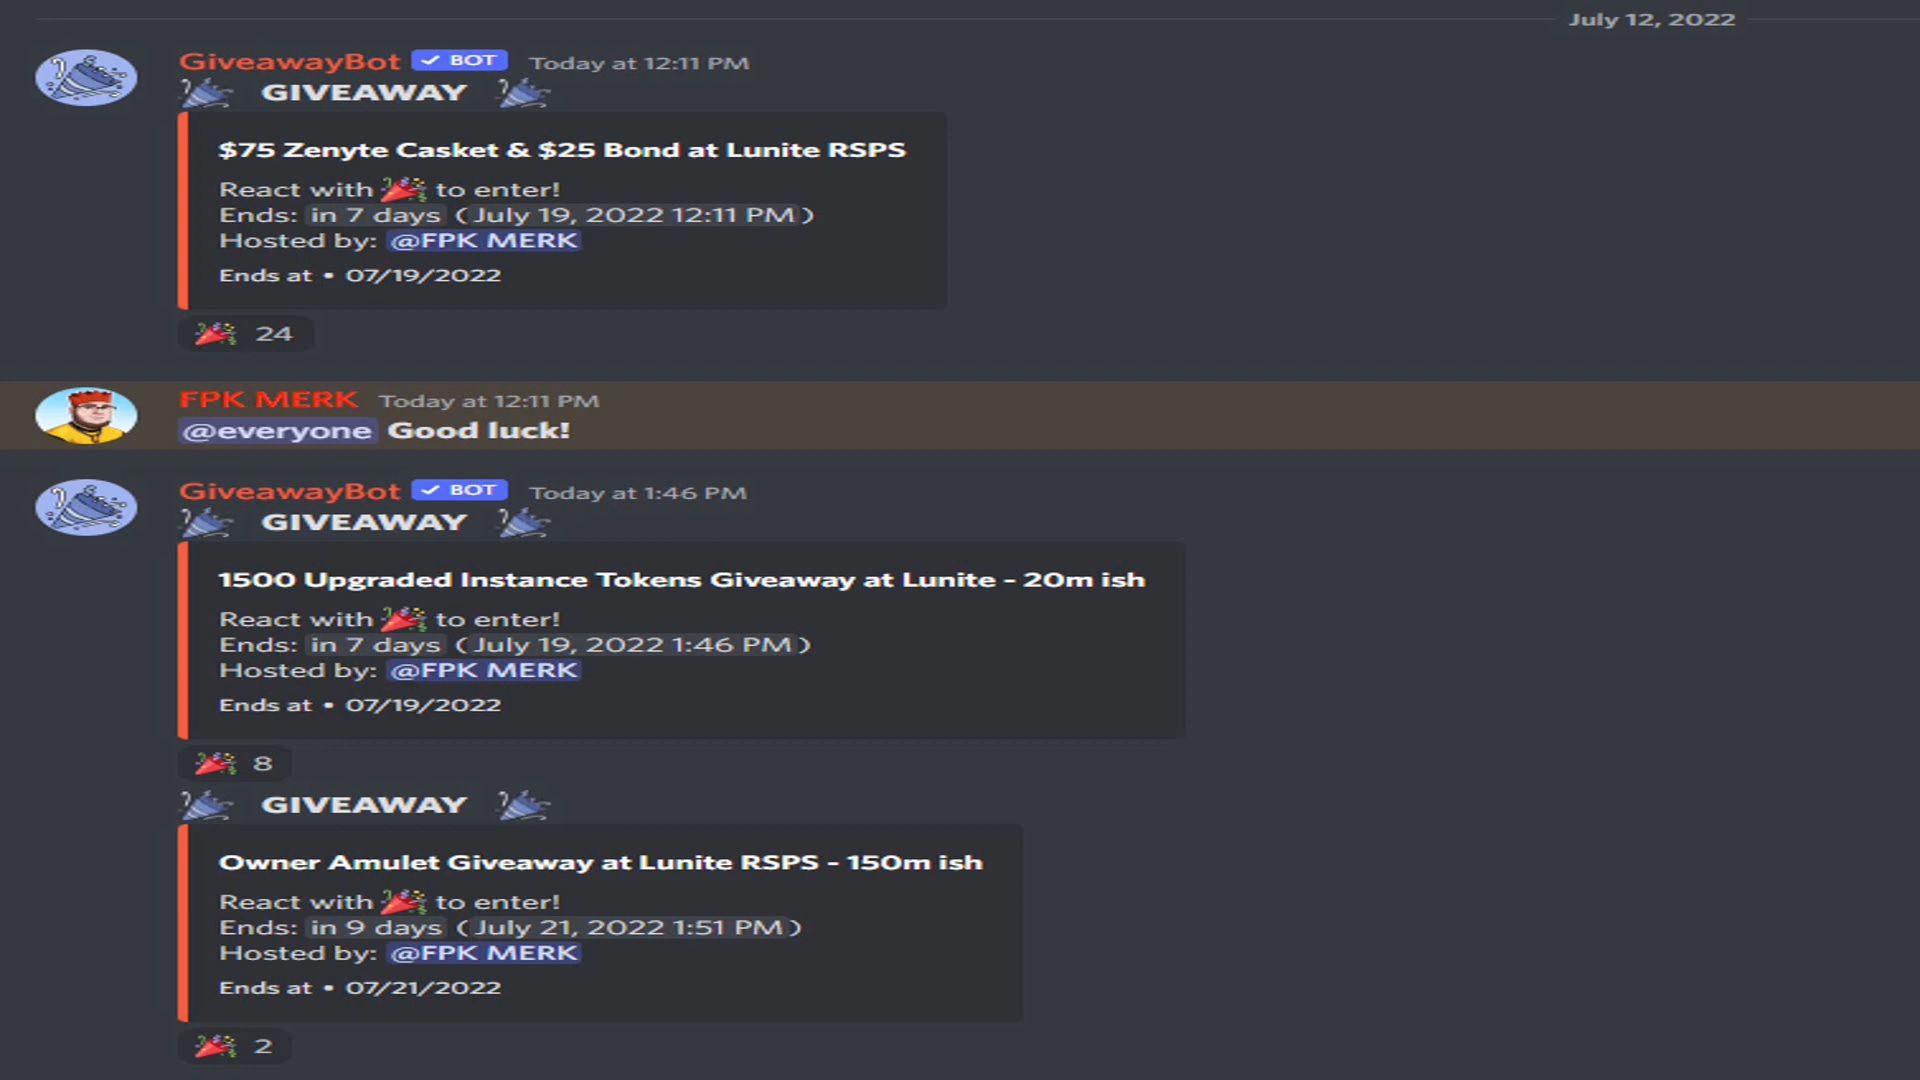 July 12, 2022
GiveawayBot ✓ BOT Today at 12:11 PM
GIVEAWAY
$75 Zenyte Casket & $25 Bond at Lunite RSPS
React with 🎉 to enter!
Ends: in 7 days (July 19, 2022 12:11 PM)
Hosted by: @FPK MERK
Ends at • 07/19/2022
🎉 24
FPK MERK Today at 12:11 PM
@everyone Good luck!
GiveawayBot ✓ BOT Today at 1:46 PM
GIVEAWAY
1500 Upgraded Instance Tokens Giveaway at Lunite - 20m ish
React with 🎉 to enter!
Ends: in 7 days (July 19, 2022 1:46 PM)
Hosted by: @FPK MERK
Ends at • 07/19/2022
🎉 8
GIVEAWAY
Owner Amulet Giveaway at Lunite RSPS - 150m ish
React with 🎉 to enter!
Ends: in 9 days (July 21, 2022 1:51 PM)
Hosted by: @FPK MERK
Ends at • 07/21/2022
🎉 2